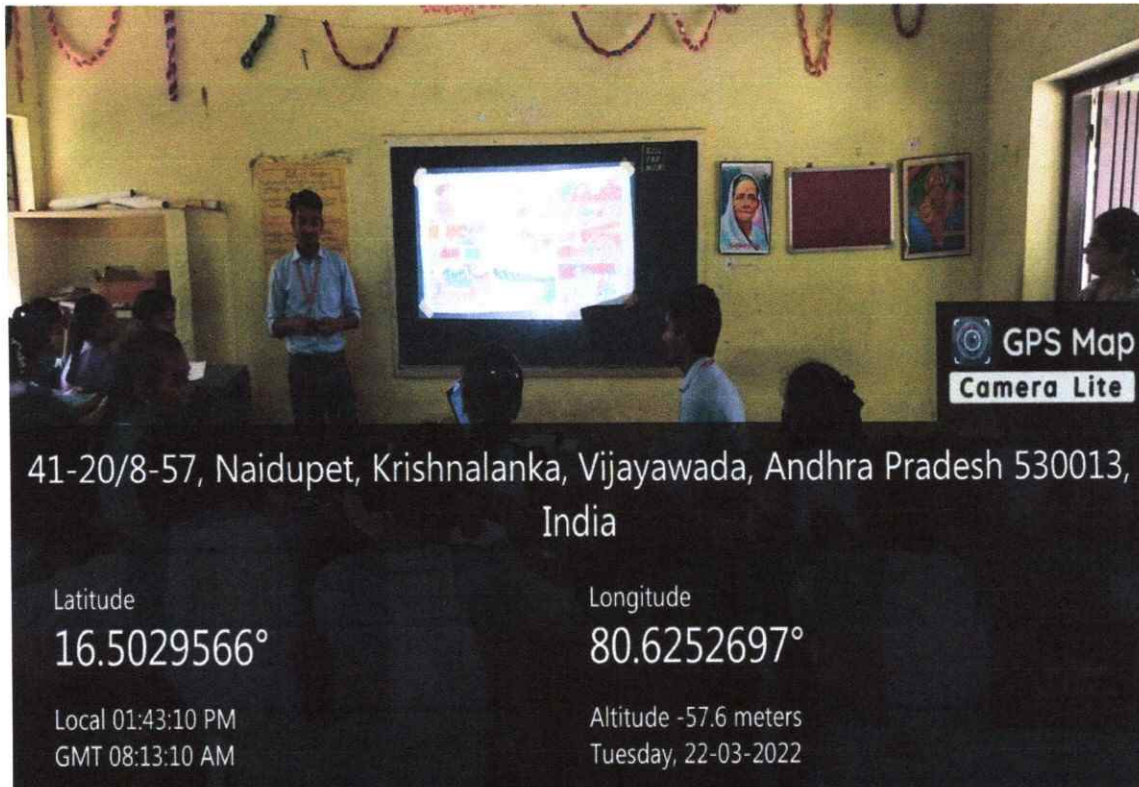 GPS Map
Camera Lite
41-20/8-57, Naidupet, Krishnalanka, Vijayawada, Andhra Pradesh 530013,
India
Latitude
16.5029566°
Longitude
80.6252697°
Local 01:43:10 PM
GMT 08:13:10 AM
Altitude -57.6 meters
Tuesday, 22-03-2022